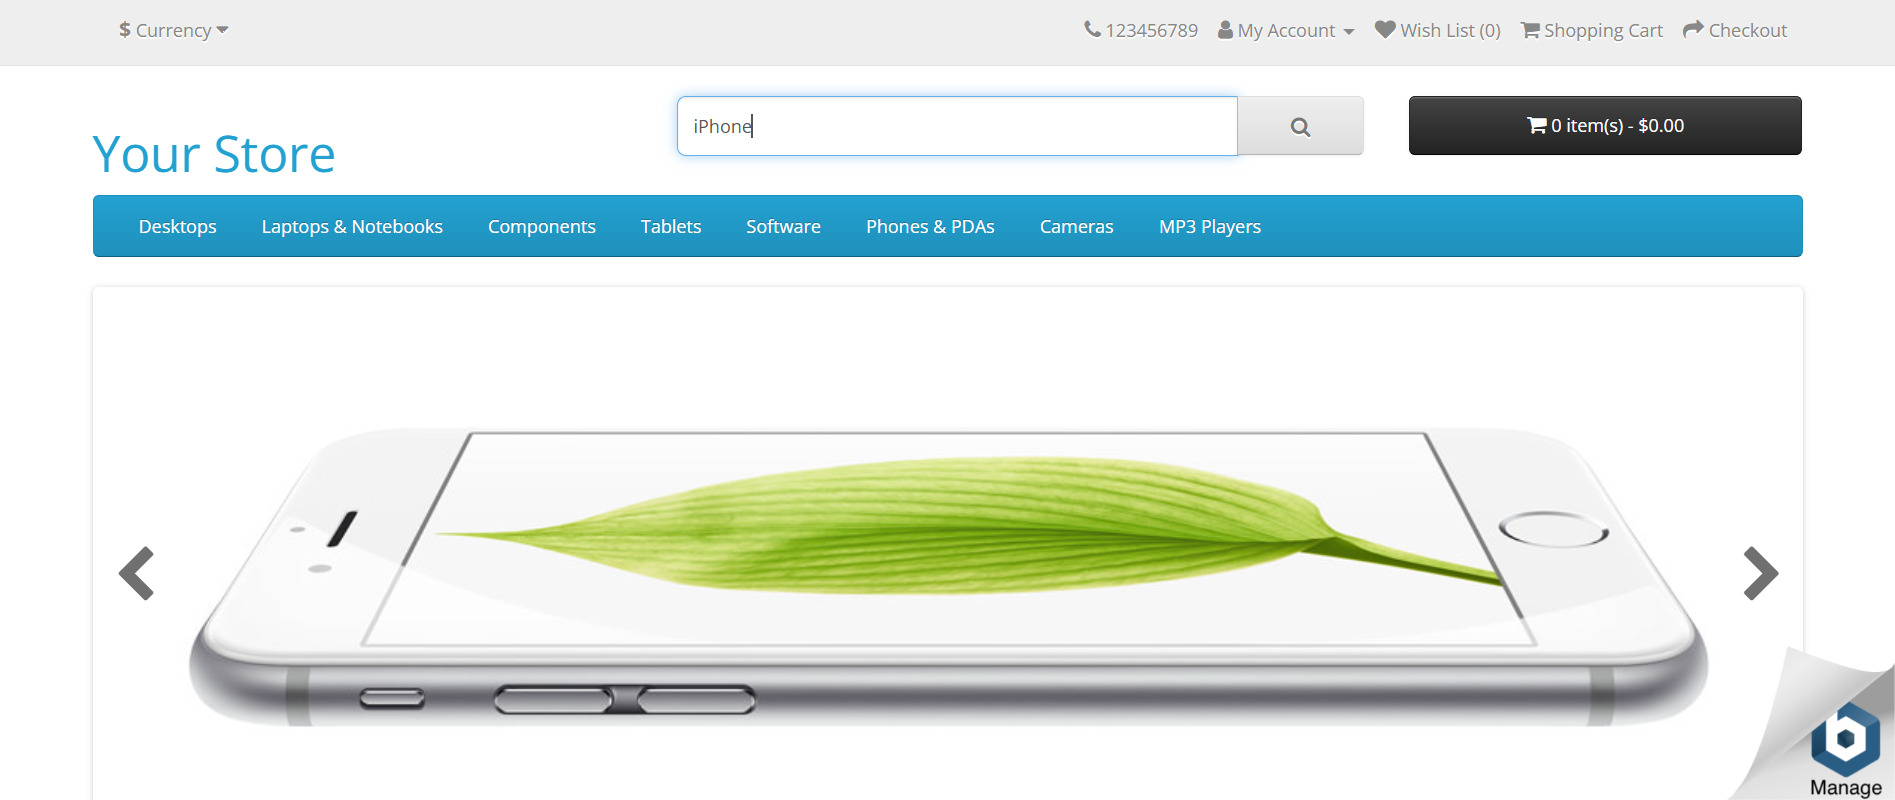 $ Currency
123456789 My Account Wish List (0) Shopping Cart Checkout
Your Store
iPhone
0 item(s) - $0.00
Desktops Laptops & Notebooks Components Tablets Software Phones & PDAs Cameras MP3 Players
b
Manage